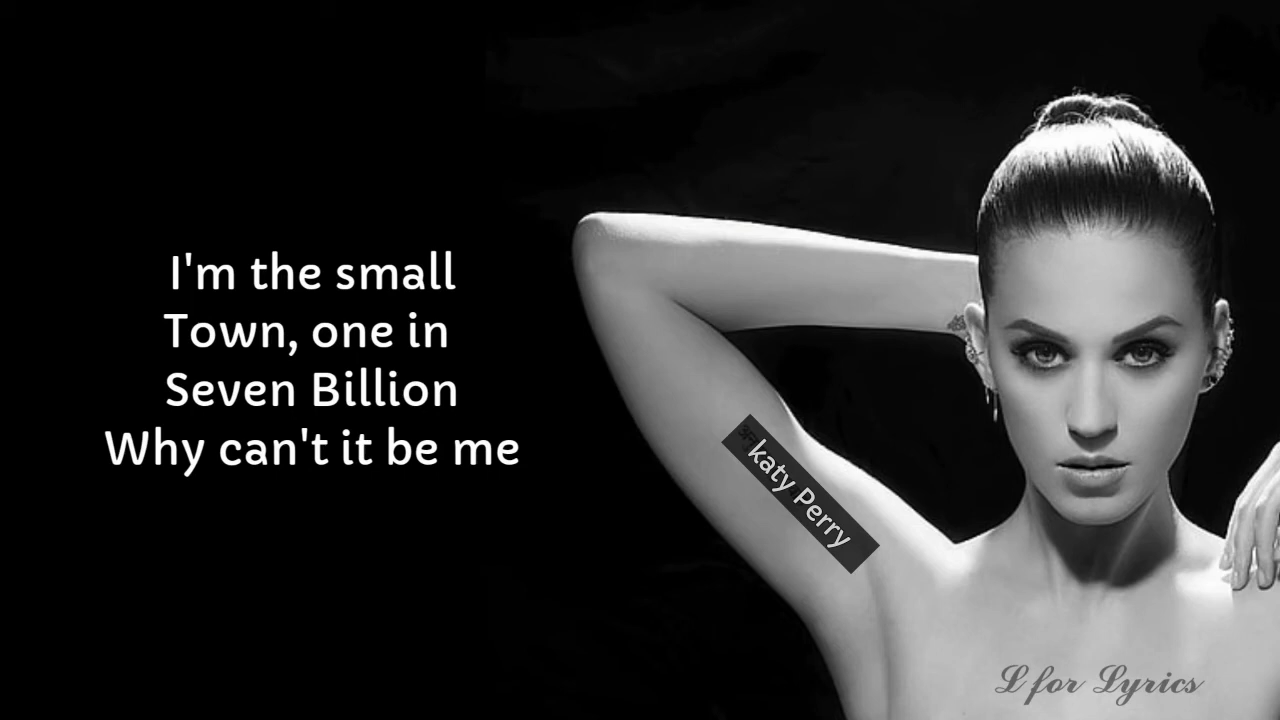 I'm the small
Town, one in
Seven Billion
Why can't it be me
katy Perry
L for Lyrics